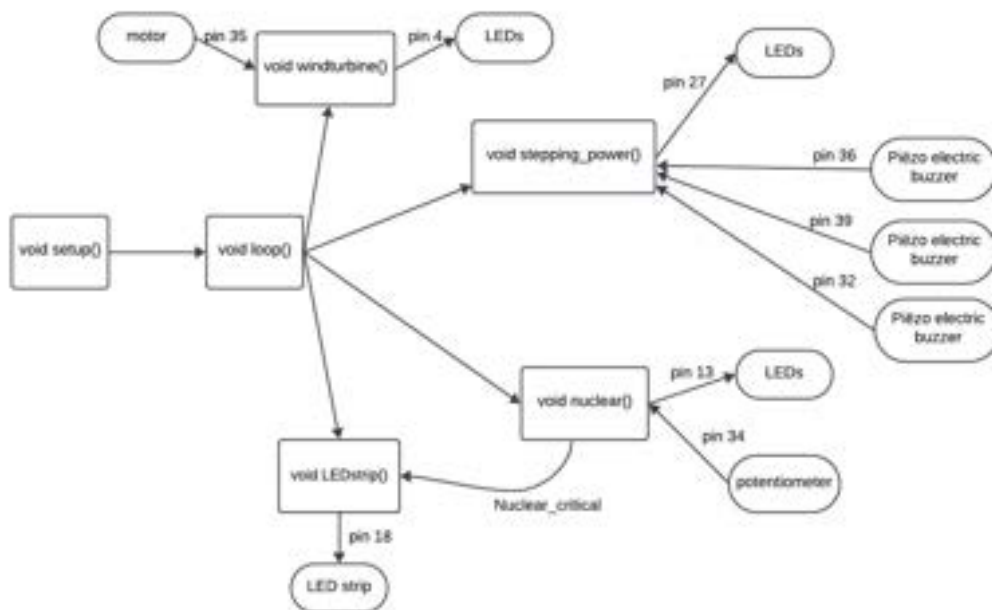 motor
pin 35
void windturbine()
pin 4
LEDs
LEDs
pin 27
void stepping_power()
pin 36
Piëzo electric
buzzer
pin 39
Piëzo electric
buzzer
pin 32
Piëzo electric
buzzer
void setup()
void loop()
void nuclear()
pin 13
LEDs
pin 34
potentiometer
void LEDstrip()
Nuclear_critical
pin 18
LED strip